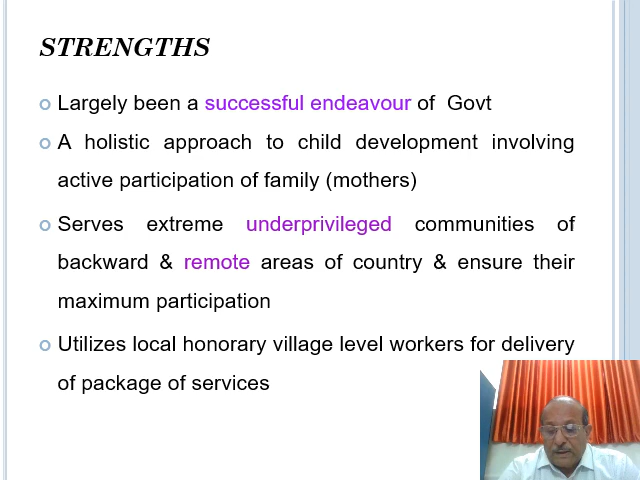 STRENGTHS
Largely been a successful endeavour of Govt
A holistic approach to child development involving
active participation of family (mothers)
Serves extreme underprivileged communities of
backward & remote areas of country & ensure their
maximum participation
Utilizes local honorary village level workers for delivery
of package of services